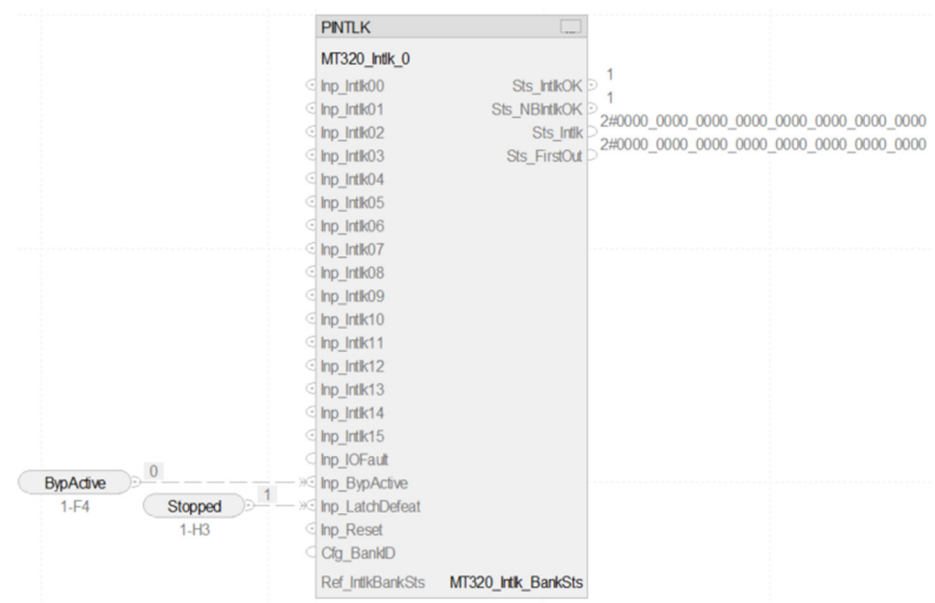 PINTLK
...
MT320_Intlk_0
Inp_Intlk00 Sts_IntlkOK 1
Inp_Intlk01 Sts_NBIntlkOK 1
Inp_Intlk02 Sts_Intlk 2#0000_0000_0000_0000_0000_0000_0000_0000
Inp_Intlk03 Sts_FirstOut 2#0000_0000_0000_0000_0000_0000_0000_0000
Inp_Intlk04
Inp_Intlk05
Inp_Intlk06
Inp_Intlk07
Inp_Intlk08
Inp_Intlk09
Inp_Intlk10
Inp_Intlk11
Inp_Intlk12
Inp_Intlk13
Inp_Intlk14
Inp_Intlk15
Inp_IOFault
BypActive 0 Inp_BypActive
1-F4
Stopped 1 Inp_LatchDefeat
1-H3
Inp_Reset
Cfg_BankID
Ref_IntlkBankSts MT320_Intlk_BankSts